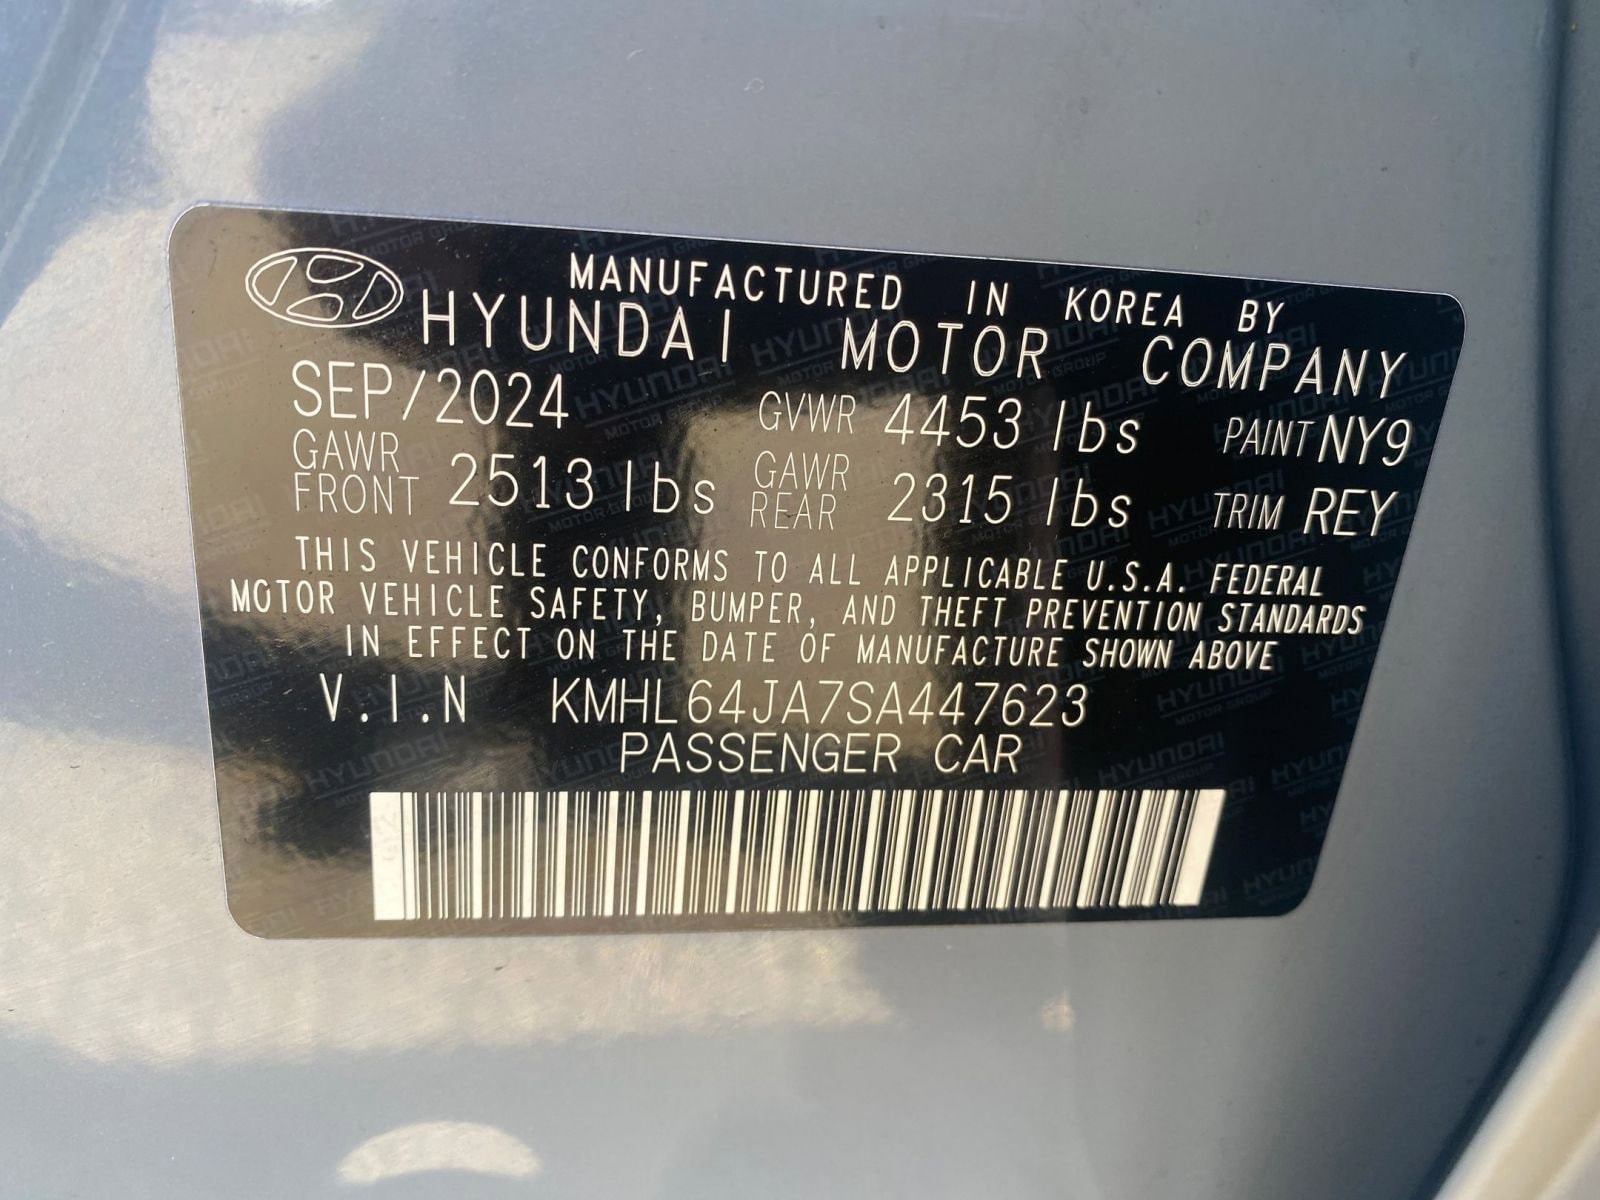 MANUFACTURED IN KOREA BY
HYUNDAI MOTOR COMPANY
SEP/2024 GVWR 4453 lbs PAINT NY9
GAWR FRONT 2513 lbs GAWR REAR 2315 lbs TRIM REY
THIS VEHICLE CONFORMS TO ALL APPLICABLE U.S.A. FEDERAL
MOTOR VEHICLE SAFETY, BUMPER, AND THEFT PREVENTION STANDARDS
IN EFFECT ON THE DATE OF MANUFACTURE SHOWN ABOVE
V.I.N KMHL64JA7SA447623
PASSENGER CAR